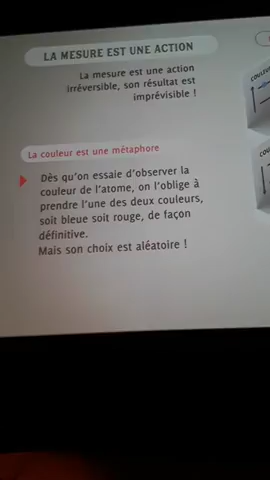 LA MESURE EST UNE ACTION
La mesure est une action
irréversible, son résultat est
imprévisible !
COULEUR
La couleur est une métaphore
Dès qu'on essaie d'observer la
couleur de l'atome, on l'oblige à
prendre l'une des deux couleurs,
soit bleue soit rouge, de façon
définitive.
Mais son choix est aléatoire !